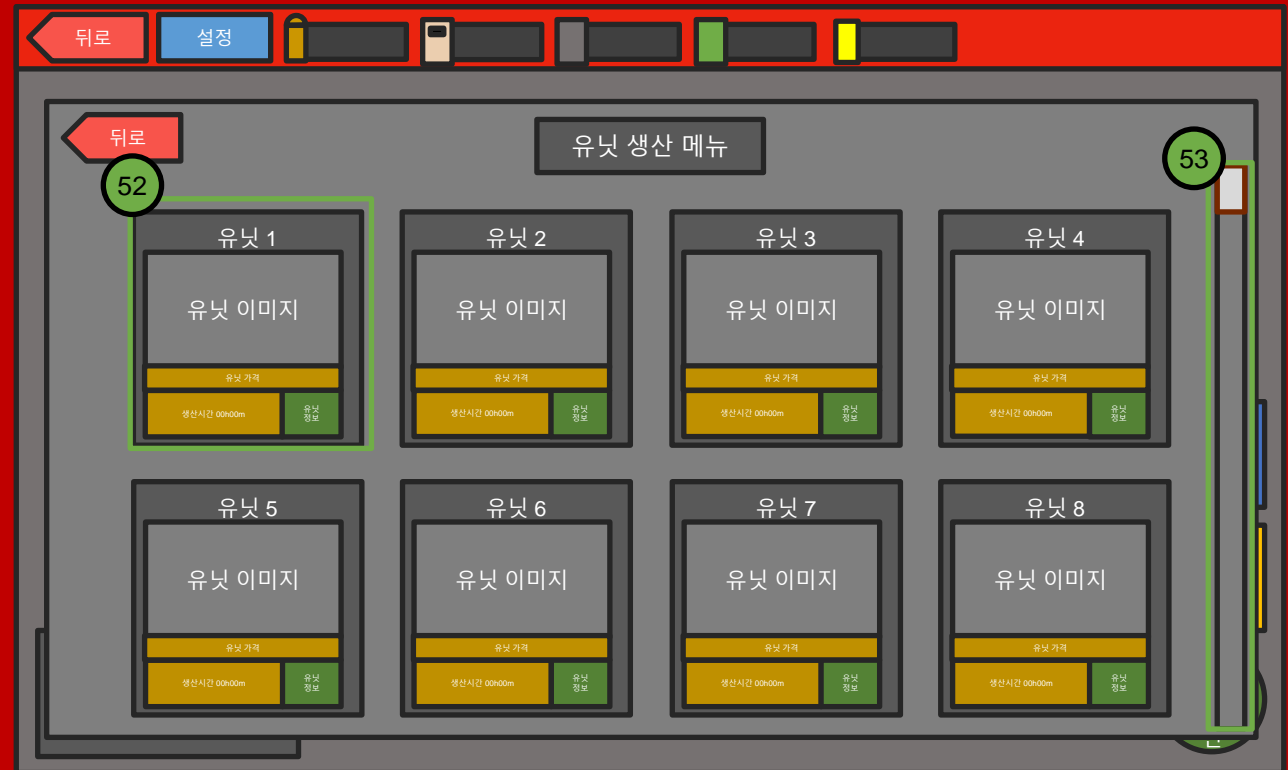 뒤로
설정
뒤로
유닛 생산 메뉴
52
53
유닛 1
유닛 2
유닛 3
유닛 4
유닛 이미지
유닛 이미지
유닛 이미지
유닛 이미지
유닛 가격
유닛 가격
유닛 가격
유닛 가격
생산시간 00h00m
유닛
정보
생산시간 00h00m
유닛
정보
생산시간 00h00m
유닛
정보
생산시간 00h00m
유닛
정보
유닛 5
유닛 6
유닛 7
유닛 8
유닛 이미지
유닛 이미지
유닛 이미지
유닛 이미지
유닛 가격
유닛 가격
유닛 가격
유닛 가격
생산시간 00h00m
유닛
정보
생산시간 00h00m
유닛
정보
생산시간 00h00m
유닛
정보
생산시간 00h00m
유닛
정보